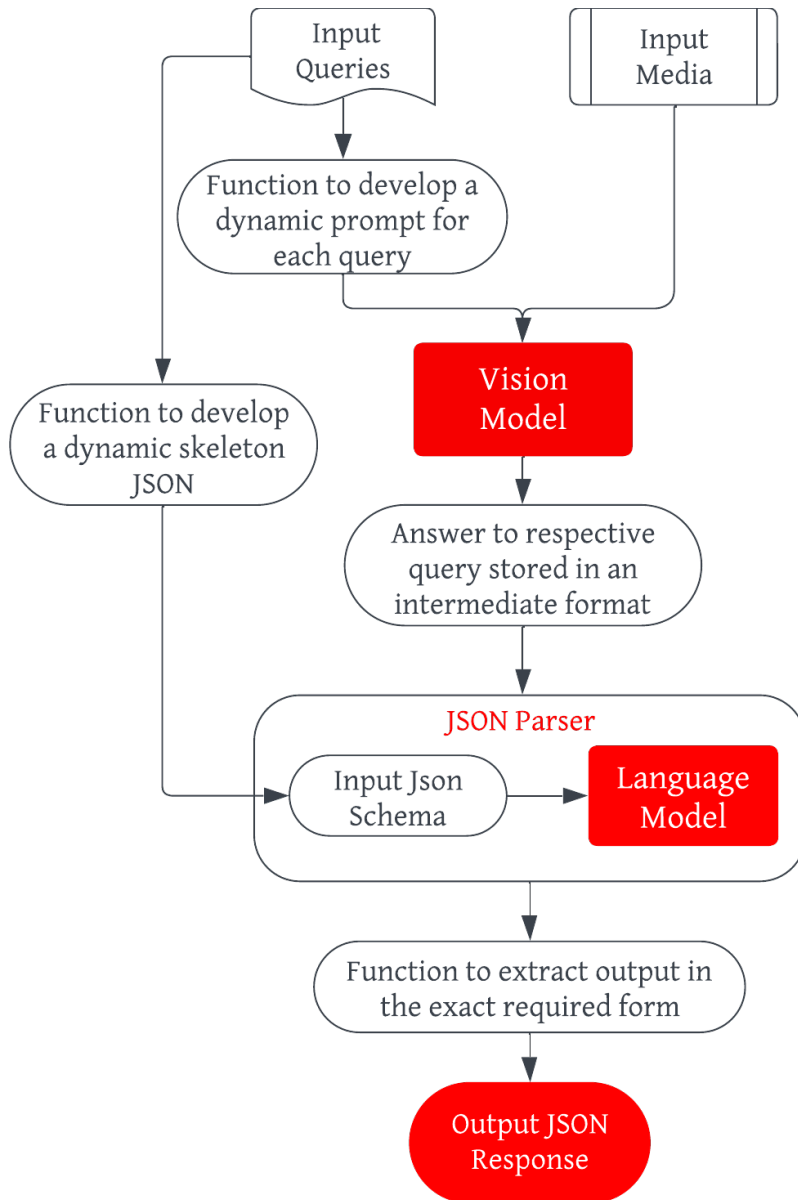 Input
Queries
Input
Media
Function to develop a
dynamic prompt for
each query
Vision
Model
Function to develop
a dynamic skeleton
JSON
Answer to respective
query stored in an
intermediate format
JSON Parser
Input Json
Schema
Language
Model
Function to extract output in
the exact required form
Output JSON
Response